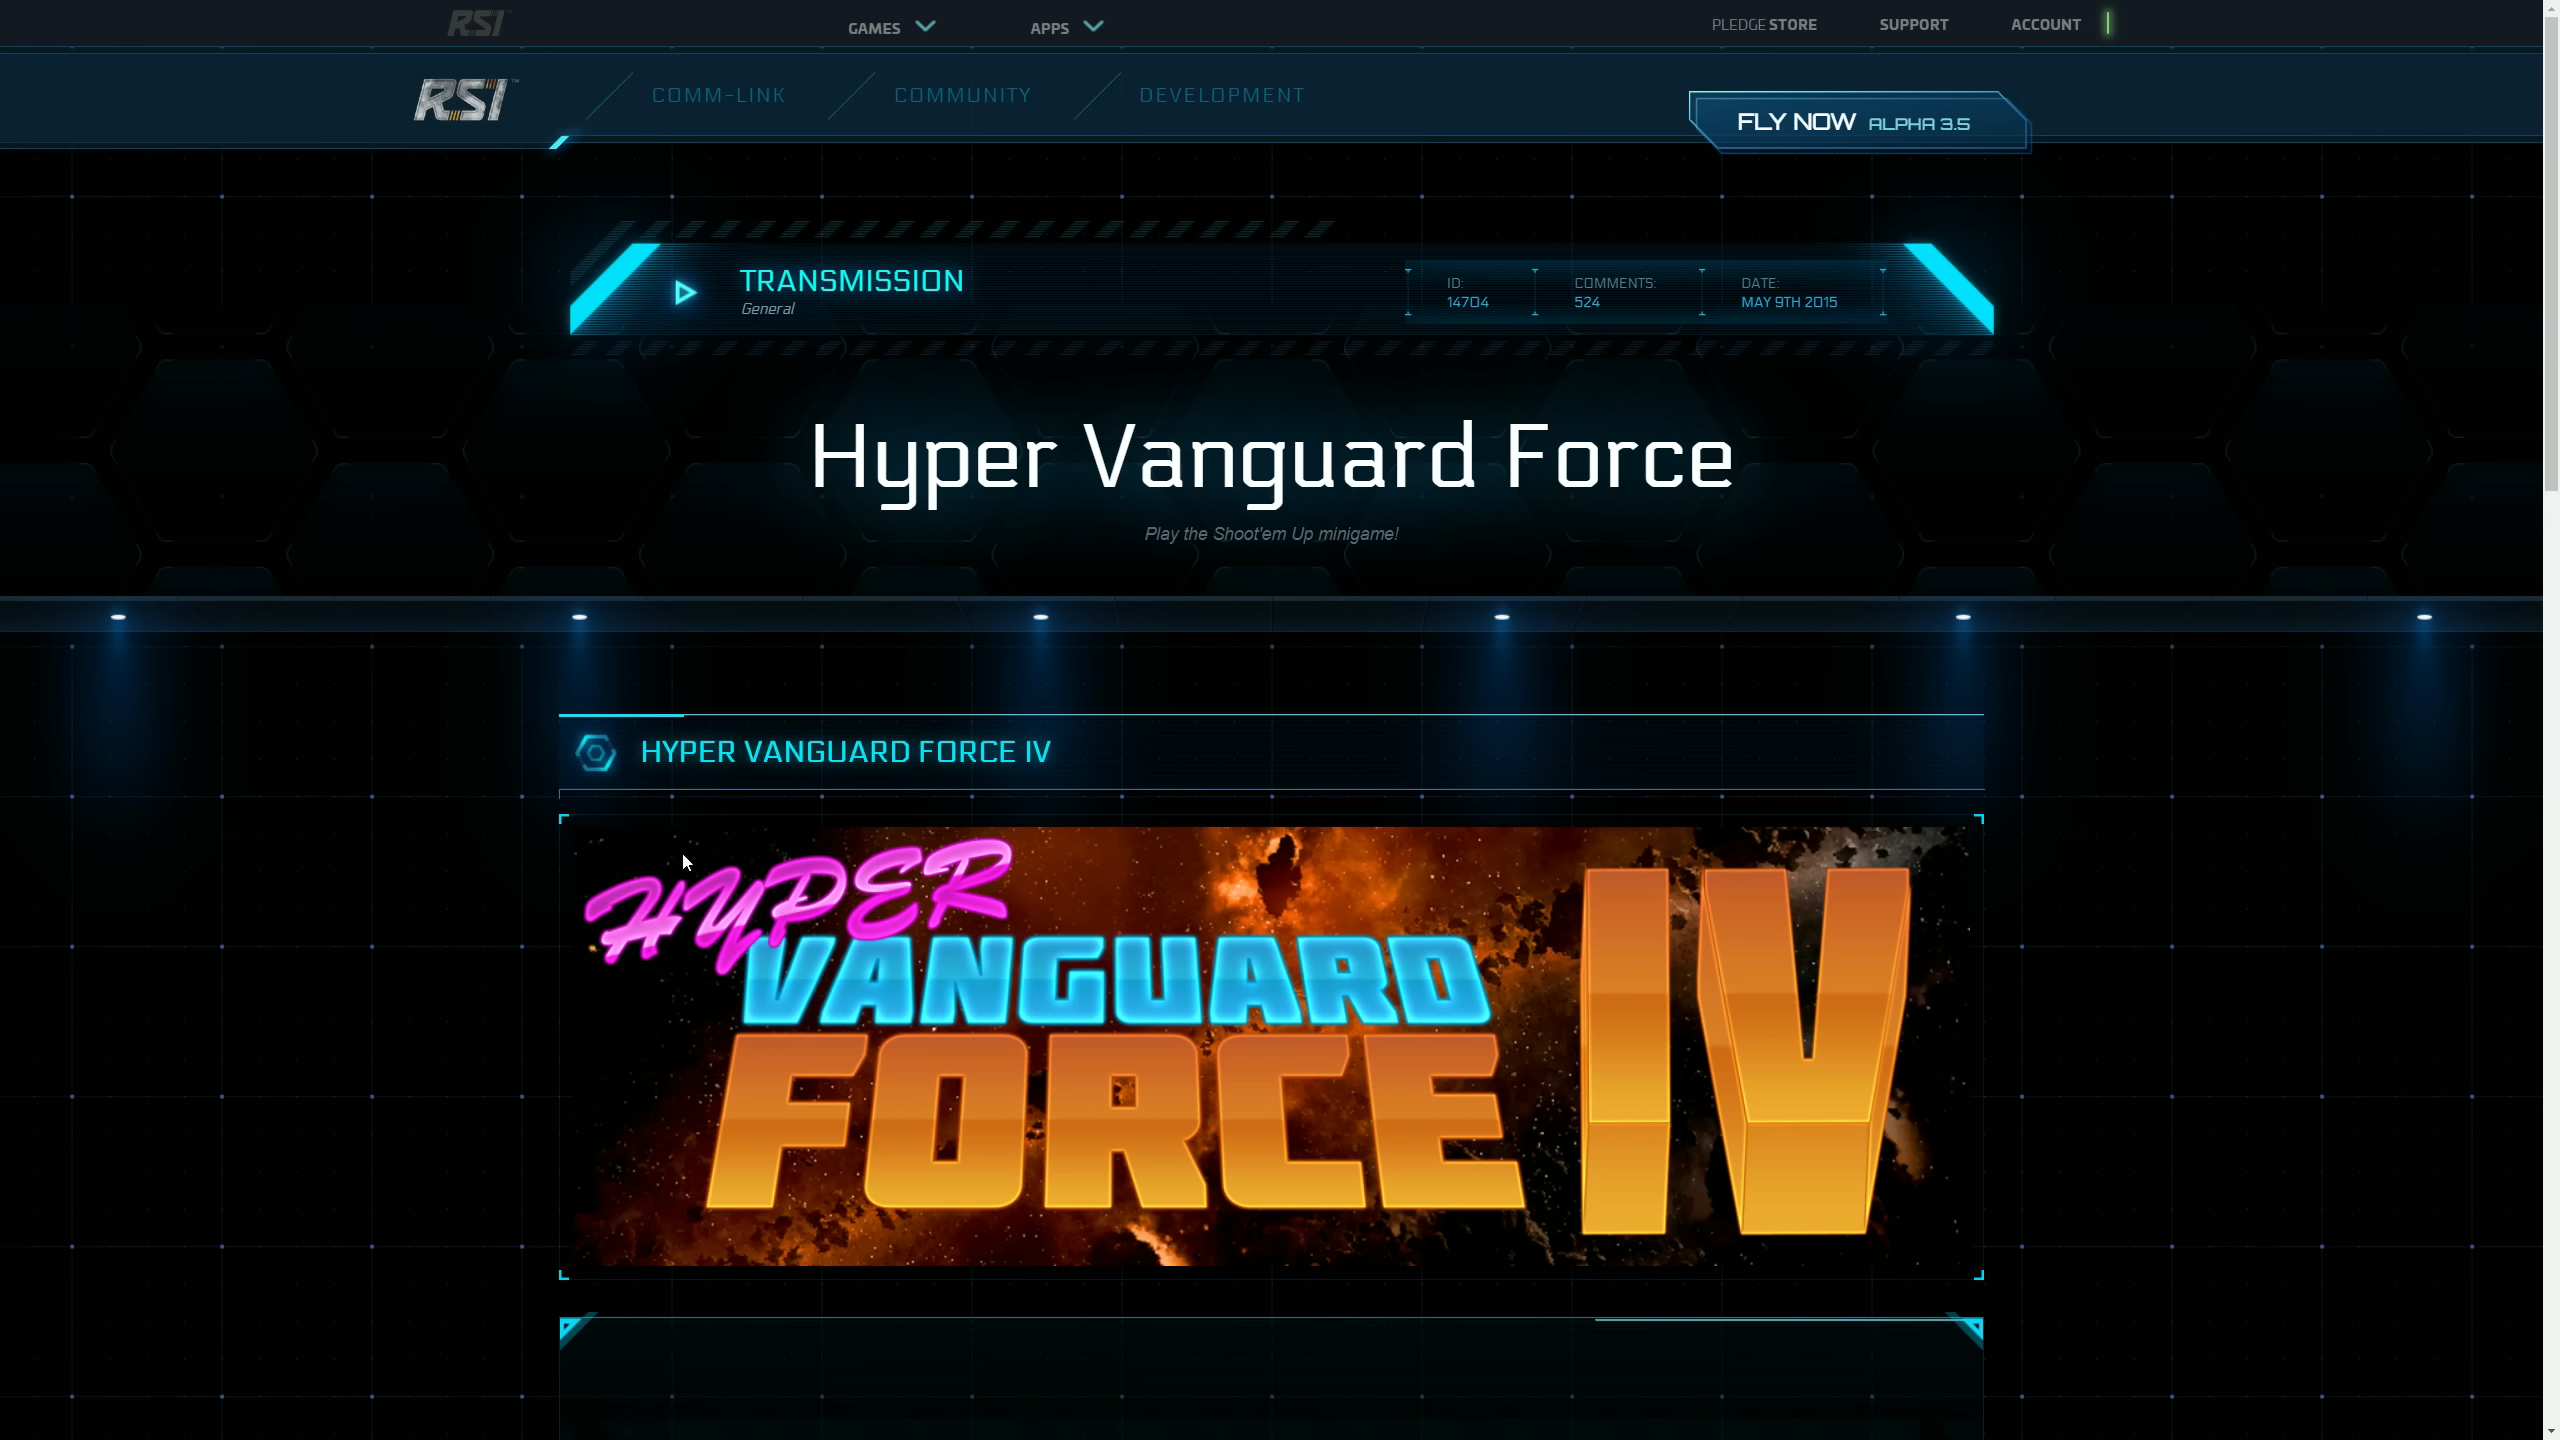 RSI
GAMES APPS PLEDGE STORE SUPPORT ACCOUNT
RSI™ COMM-LINK COMMUNITY DEVELOPMENT
FLY NOW ALPHA 3.5
TRANSMISSION
General
ID: COMMENTS: DATE:
14704 524 MAY 9TH 2015
Hyper Vanguard Force
Play the Shoot'em Up minigame!
HYPER VANGUARD FORCE IV
HYPER
VANGUARD
FORCE IV